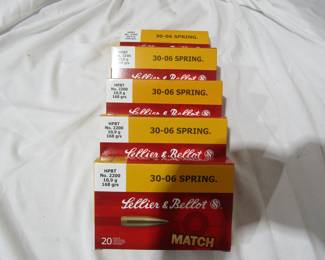 30-06 SPRING.
HPBT
No. 2200
10,9 g
168 grs
30-06 SPRING.
Sellier & Bellot
HPBT
No. 2200
10,9 g
168 grs
30-06 SPRING.
Sellier & Bellot
HPBT
No. 2200
10,9 g
168 grs
30-06 SPRING.
Sellier & Bellot
HPBT
No. 2200
10,9 g
168 grs
30-06 SPRING.
Sellier & Bellot
20
MATCH